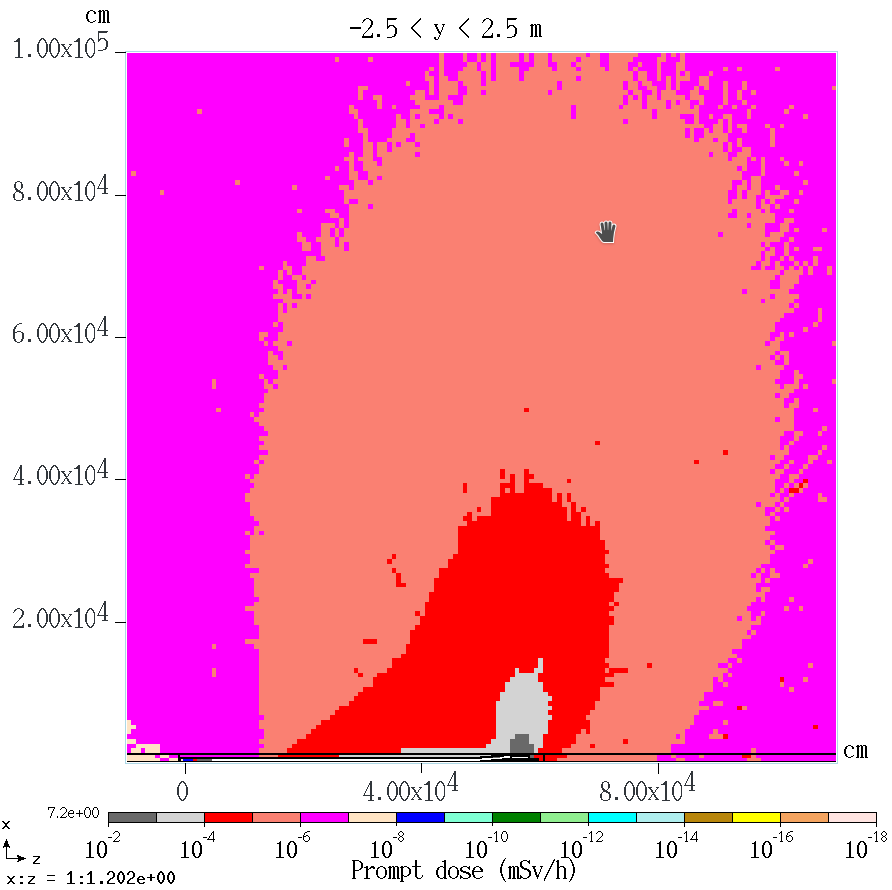 cm
-2.5 < y < 2.5 m
1.00x10^5
8.00x10^4
6.00x10^4
4.00x10^4
2.00x10^4
cm
0 4.00x10^4 8.00x10^4
7.2e+00
10^-2 10^-4 10^-6 10^-8 10^-10 10^-12 10^-14 10^-16 10^-18
x
z
Prompt dose (mSv/h)
x:z = 1:1.202e+00